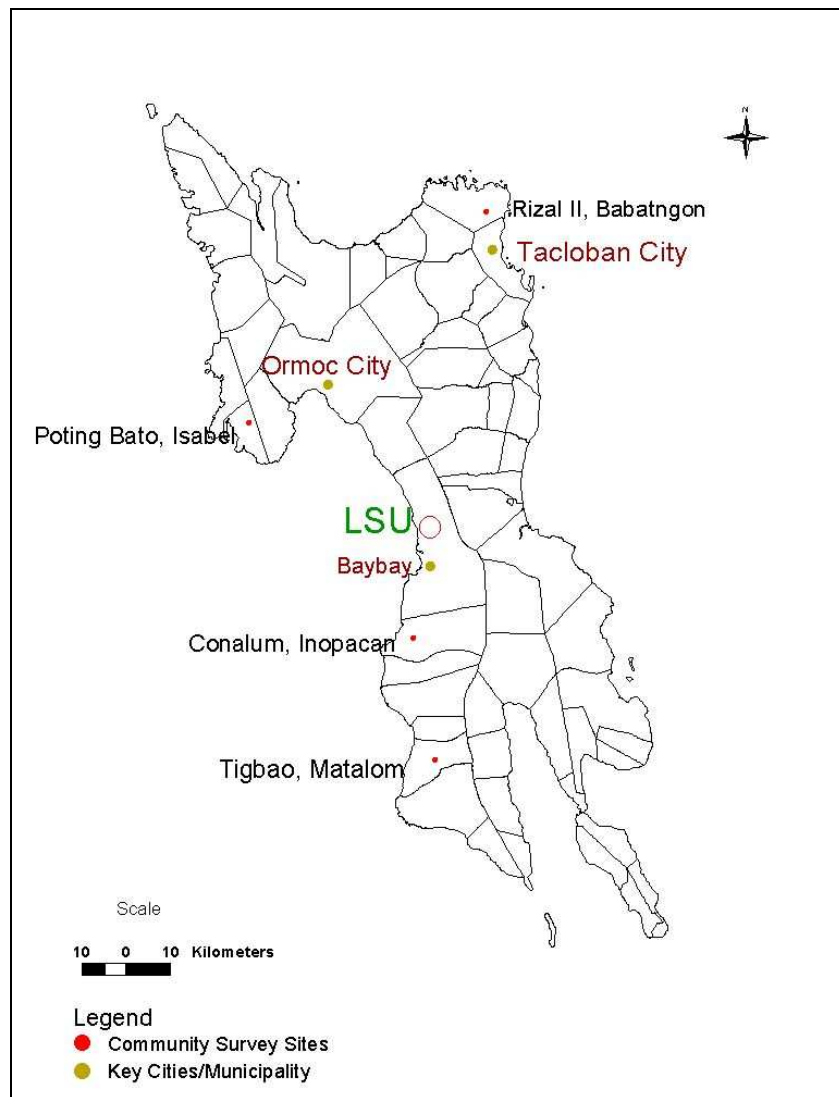 N
Rizal II, Babatngon
Tacloban City
Ormoc City
Poting Bato, Isabel
LSU
Baybay
Conalum, Inopacan
Tigbao, Matalom
Scale
10 0 10 Kilometers
Legend
Community Survey Sites
Key Cities/Municipality